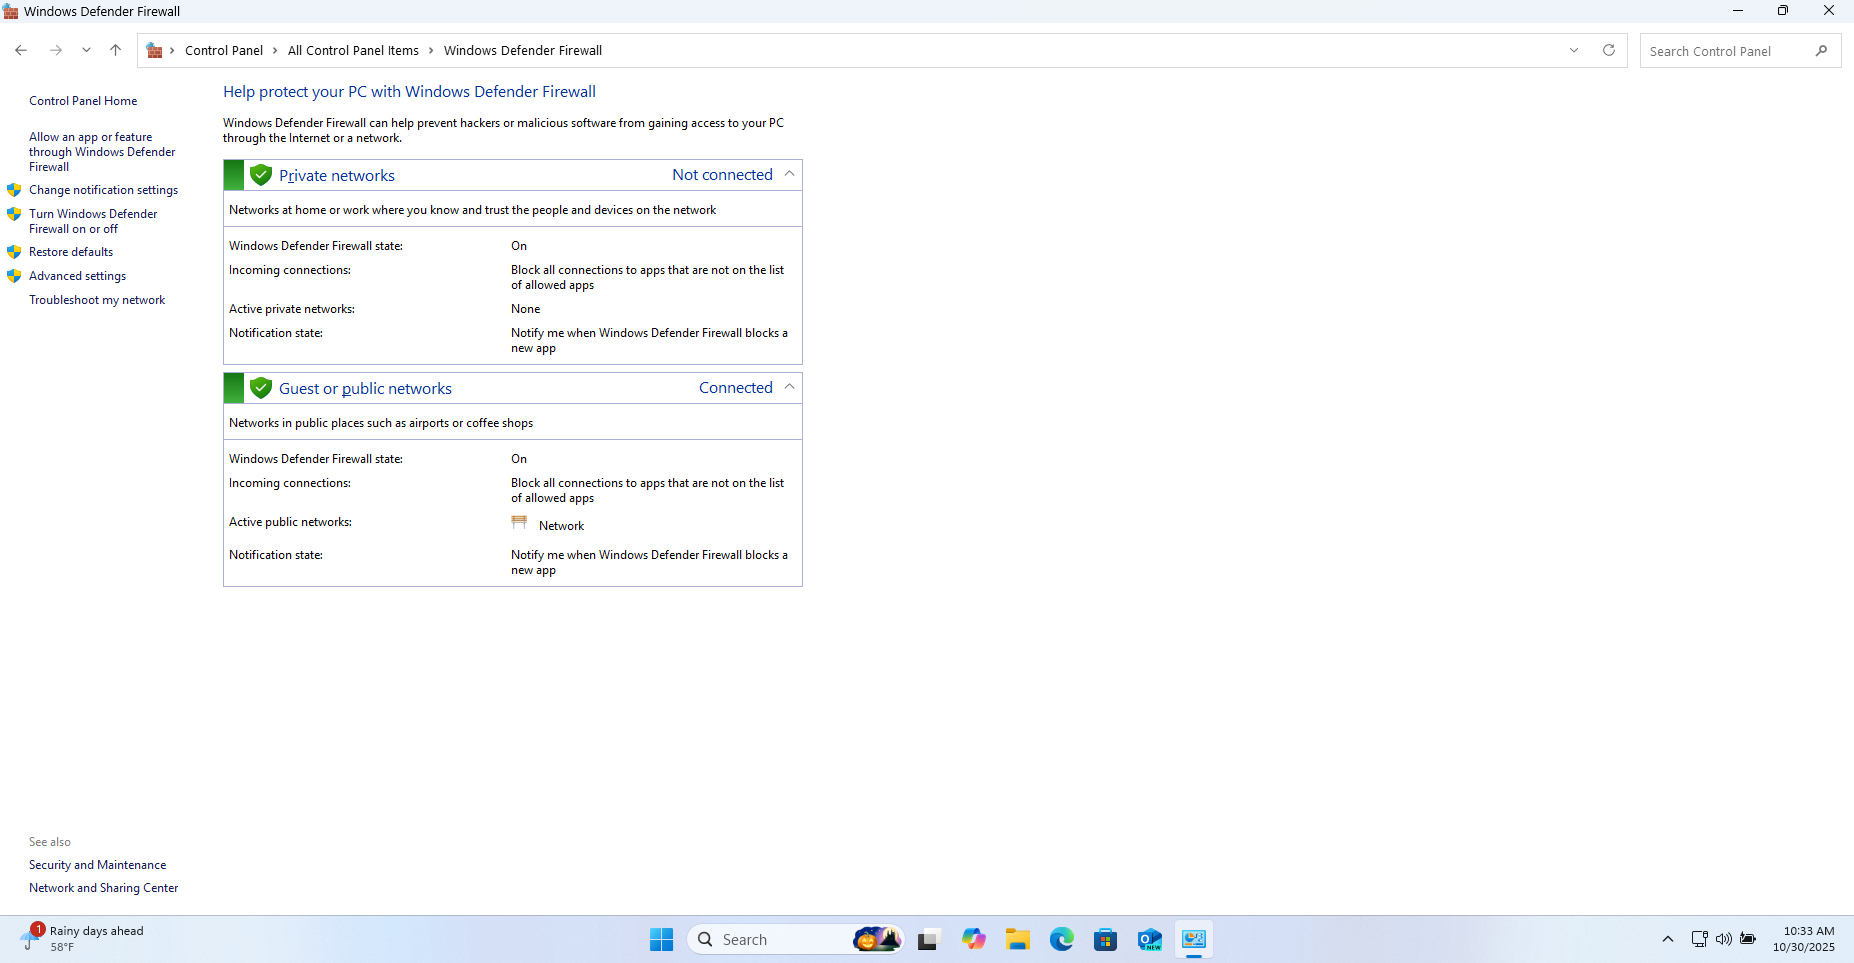 Windows Defender Firewall
Control Panel > All Control Panel Items > Windows Defender Firewall
Search Control Panel
Control Panel Home
Allow an app or feature
through Windows Defender
Firewall
Change notification settings
Turn Windows Defender
Firewall on or off
Restore defaults
Advanced settings
Troubleshoot my network
See also
Security and Maintenance
Network and Sharing Center
Help protect your PC with Windows Defender Firewall
Windows Defender Firewall can help prevent hackers or malicious software from gaining access to your PC
through the Internet or a network.
Private networks Not connected
Networks at home or work where you know and trust the people and devices on the network
Windows Defender Firewall state: On
Incoming connections: Block all connections to apps that are not on the list
of allowed apps
Active private networks: None
Notification state: Notify me when Windows Defender Firewall blocks a
new app
Guest or public networks Connected
Networks in public places such as airports or coffee shops
Windows Defender Firewall state: On
Incoming connections: Block all connections to apps that are not on the list
of allowed apps
Active public networks: Network
Notification state: Notify me when Windows Defender Firewall blocks a
new app
1
Rainy days ahead
58°F
Search
NEW
10:33 AM
10/30/2025